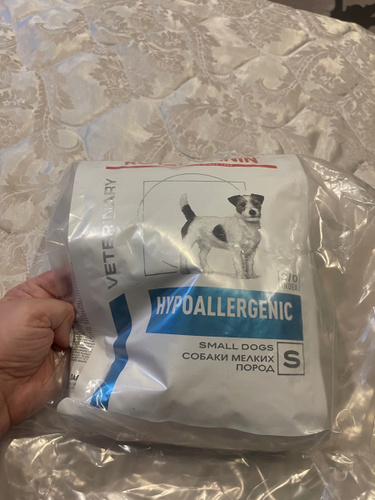 VETERINARY
HYPOALLERGENIC
SMALL DOGS
СОБАКИ МЕЛКИХ
ПОРОД
S